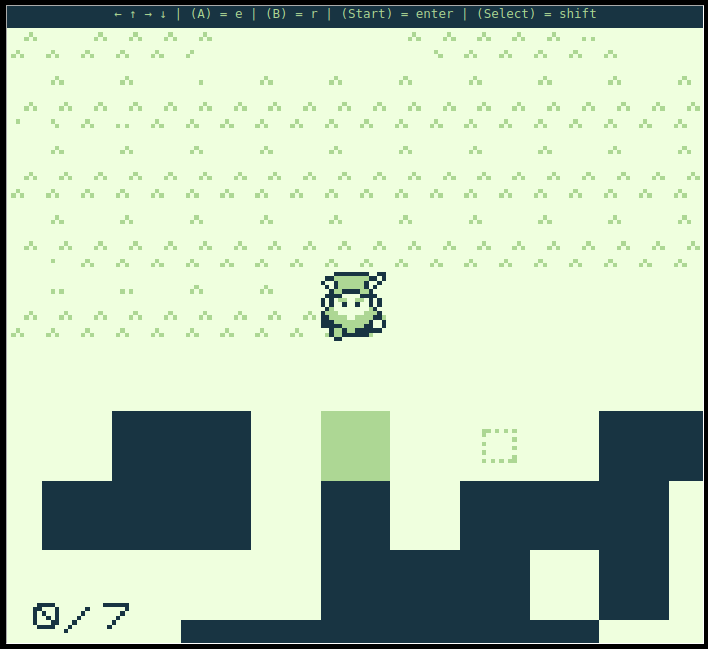 ← ↑ → ↓ | (A) = e | (B) = r | (Start) = enter | (Select) = shift
0/7